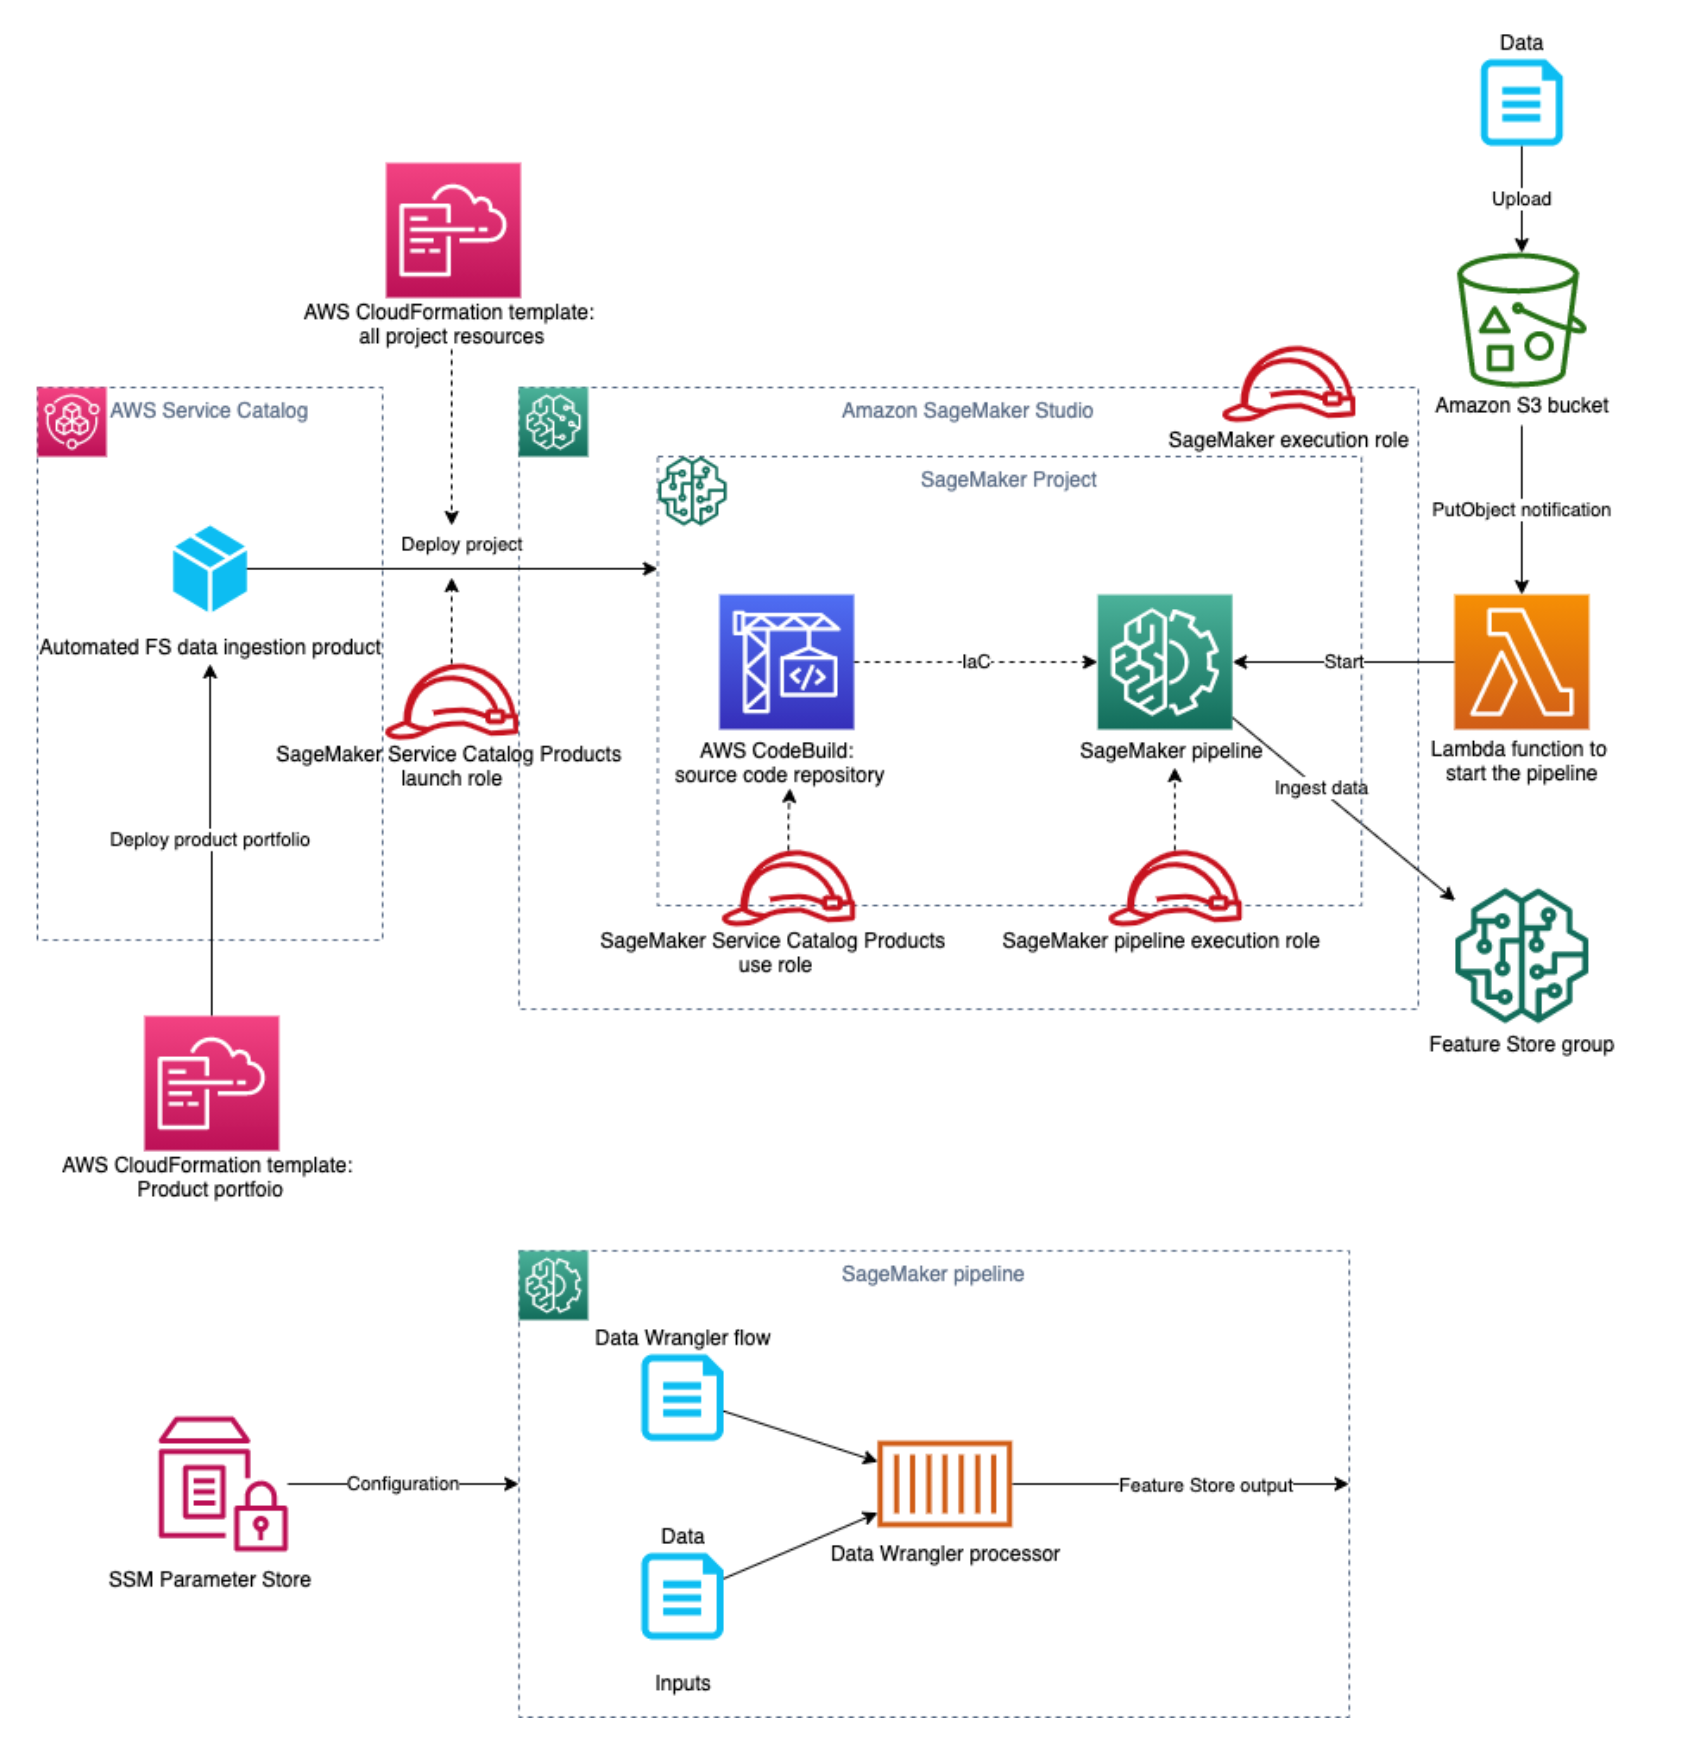 Data
Upload
AWS CloudFormation template:
all project resources
Amazon S3 bucket
AWS Service Catalog
Amazon SageMaker Studio
SageMaker execution role
SageMaker Project
PutObject notification
Deploy project
Automated FS data ingestion product
IaC
Start
SageMaker Service Catalog Products
launch role
AWS CodeBuild:
source code repository
SageMaker pipeline
Lambda function to
start the pipeline
Ingest data
Deploy product portfolio
SageMaker Service Catalog Products
use role
SageMaker pipeline execution role
Feature Store group
AWS CloudFormation template:
Product portfoio
SageMaker pipeline
Data Wrangler flow
Configuration
Feature Store output
Data
Data Wrangler processor
SSM Parameter Store
Inputs